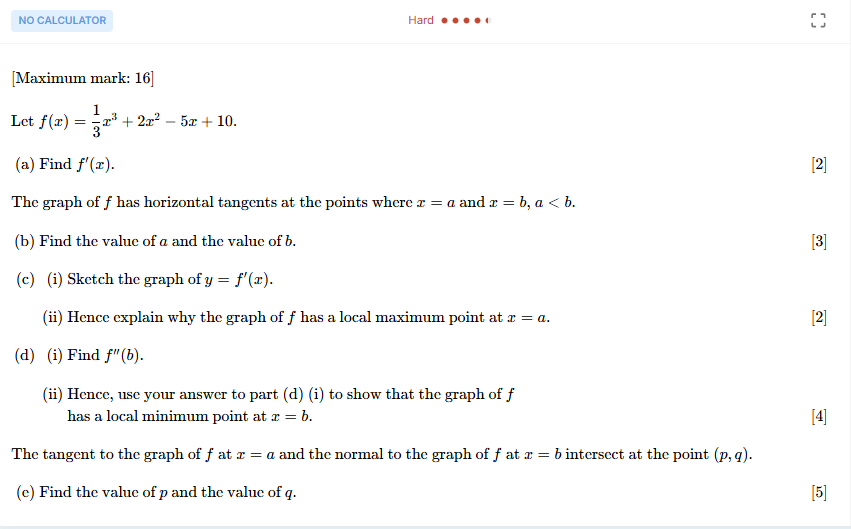 NO CALCULATOR
Hard
[Maximum mark: 16]
Let f(x) = 1/3 x³ + 2x² − 5x + 10.
(a) Find f′(x). [2]
The graph of f has horizontal tangents at the points where x = a and x = b, a < b.
(b) Find the value of a and the value of b. [3]
(c) (i) Sketch the graph of y = f′(x).
(ii) Hence explain why the graph of f has a local maximum point at x = a. [2]
(d) (i) Find f″(b).
(ii) Hence, use your answer to part (d) (i) to show that the graph of f
has a local minimum point at x = b. [4]
The tangent to the graph of f at x = a and the normal to the graph of f at x = b intersect at the point (p, q).
(e) Find the value of p and the value of q. [5]